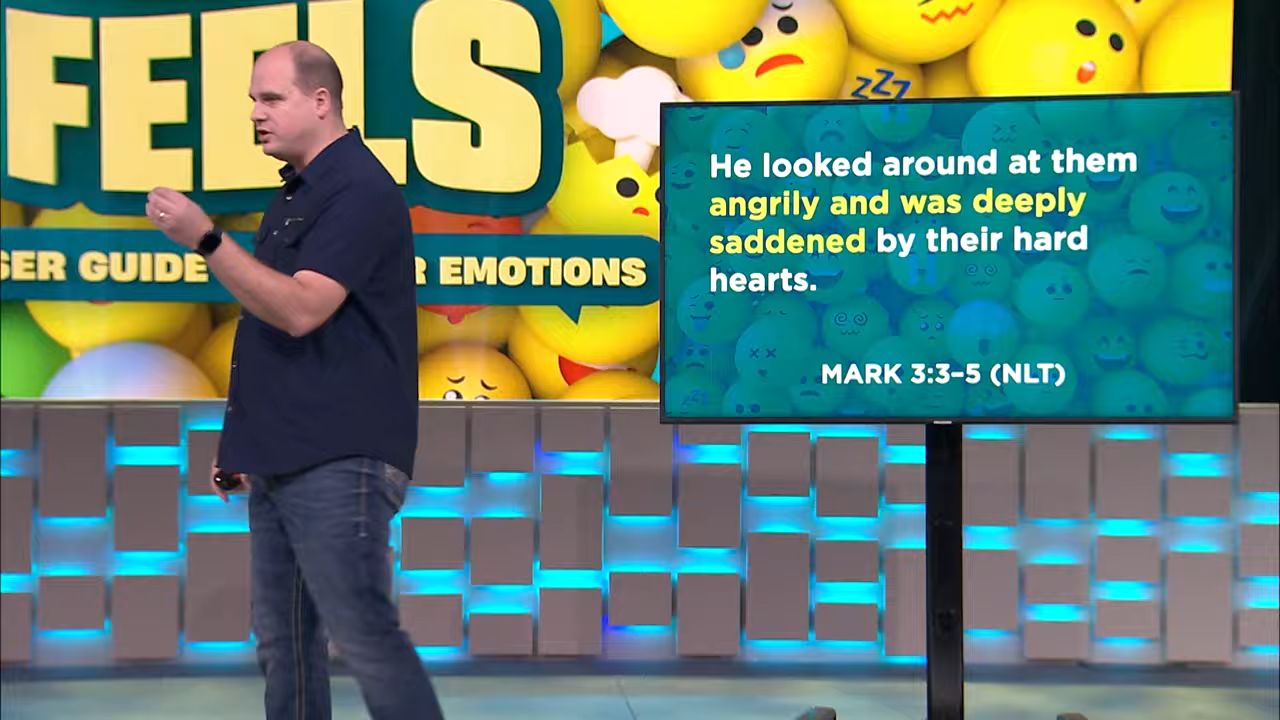 FEELS
SER GUIDE R EMOTIONS
zzz
He looked around at them
angrily and was deeply
saddened by their hard
hearts.
MARK 3:3–5 (NLT)